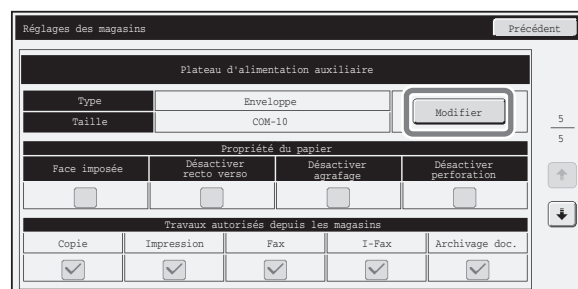 Réglages des magasins
Précédent
Plateau d'alimentation auxiliaire
Type
Enveloppe
Modifier
Taille
COM-10
5
5
Propriété du papier
Face imposée
Désactiver
recto verso
Désactiver
agrafage
Désactiver
perforation
Travaux autorisés depuis les magasins
Copie
Impression
Fax
I-Fax
Archivage doc.